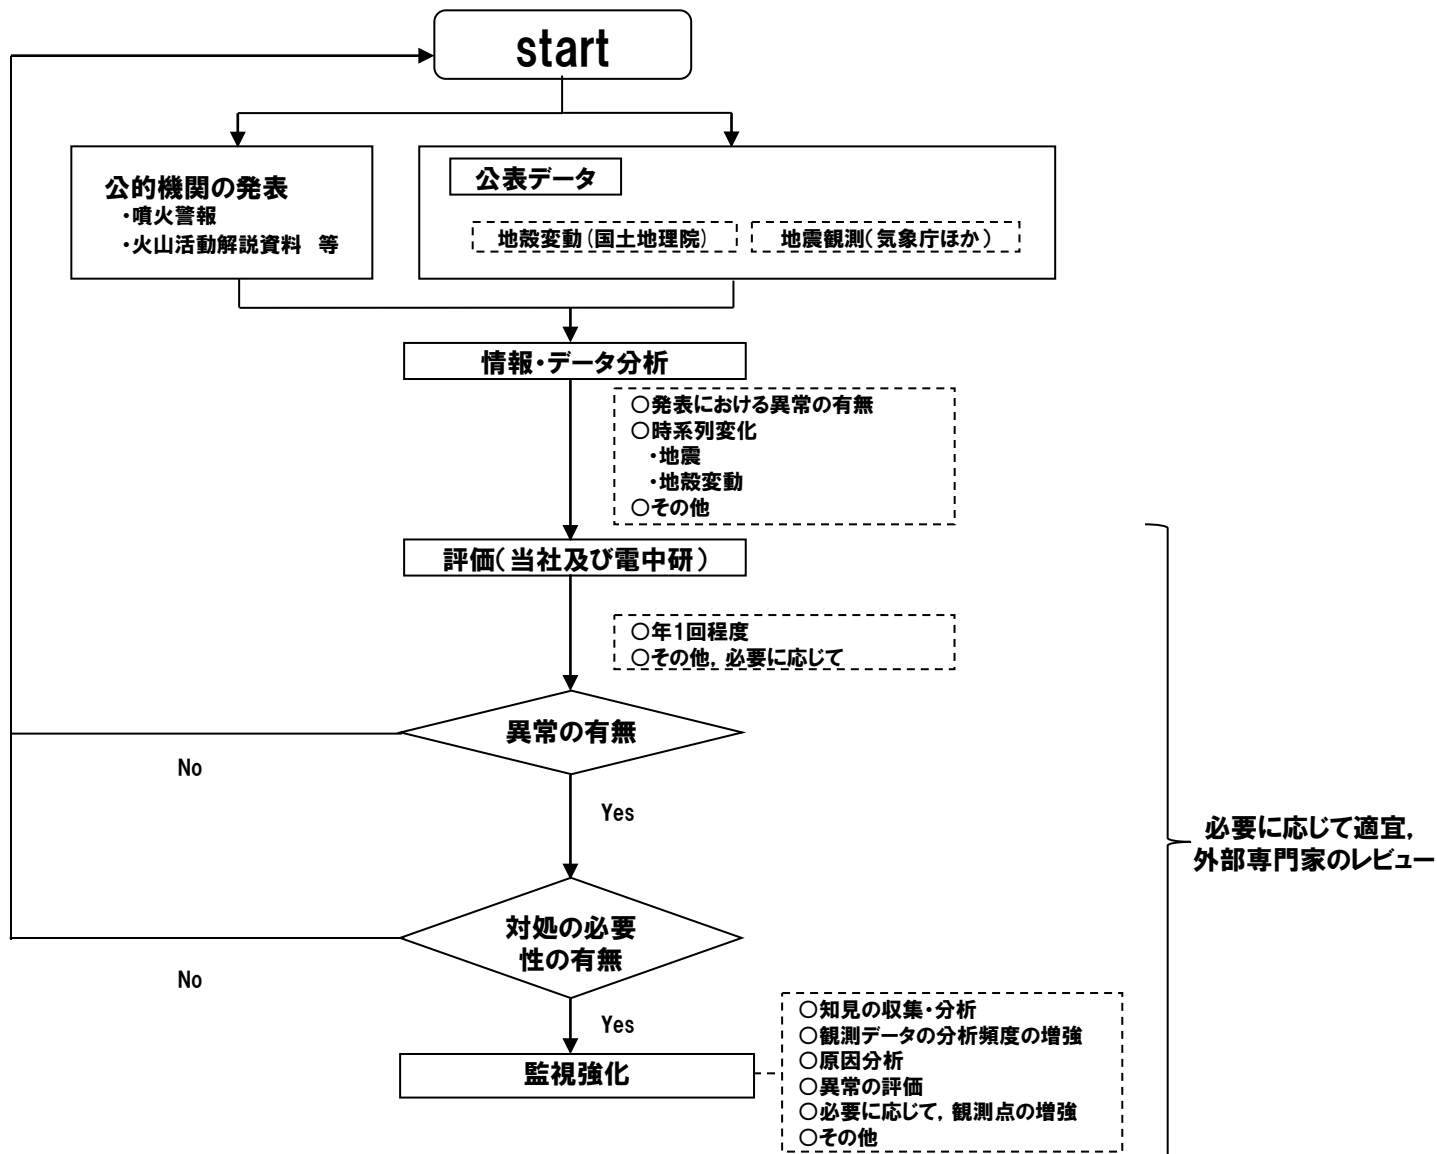 start
公的機関の発表
・噴火警報
・火山活動解説資料　等
公表データ
地殻変動(国土地理院)
地震観測(気象庁ほか)
情報・データ分析
○発表における異常の有無
○時系列変化
・地震
・地殻変動
○その他
評価(当社及び電中研)
○年1回程度
○その他,必要に応じて
異常の有無
No
Yes
必要に応じて適宜,
外部専門家のレビュー
対処の必要
性の有無
No
Yes
監視強化
○知見の収集・分析
○観測データの分析頻度の増強
○原因分析
○異常の評価
○必要に応じて,観測点の増強
○その他